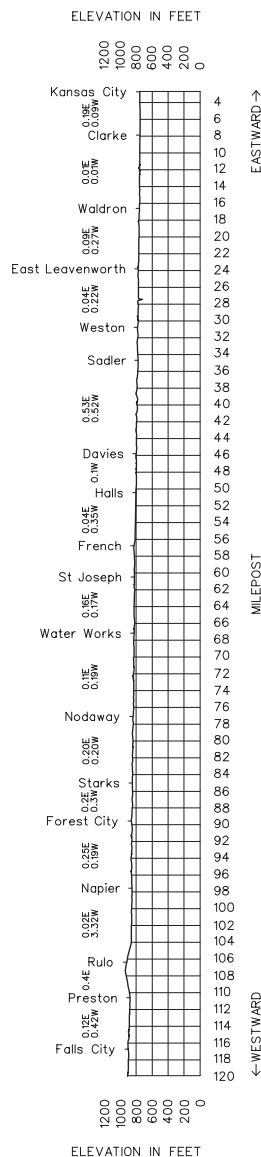 ELEVATION IN FEET
1200 1000 800 600 400 200 0
Kansas City
4
0.19E
0.09W
6
Clarke 8
10
0.01E
0.01W
12
14
Waldron 16
18
0.09E
0.27W
20
22
East Leavenworth 24
26
0.04E
0.22W
28
30
Weston
32
Sadler 34
36
38
0.53E
0.52W
40
42
44
Davies 46
0.1W
48
Halls 50
52
0.04E
0.35W
54
French 56
58
St Joseph 60
62
0.16E
0.17W
64
66
Water Works 68
70
0.11E
0.19W
72
74
76
Nodaway 78
80
0.20E
0.20W
82
84
Starks 86
0.2E
0.3W
88
Forest City 90
92
0.25E
0.19W
94
96
Napier 98
100
0.02E
3.32W
102
104
Rulo 106
0.4E
108
Preston 110
112
0.12E
0.42W
114
116
Falls City
118
120
EASTWARD→
MILEPOST
←WESTWARD
1200 1000 800 600 400 200 0
ELEVATION IN FEET